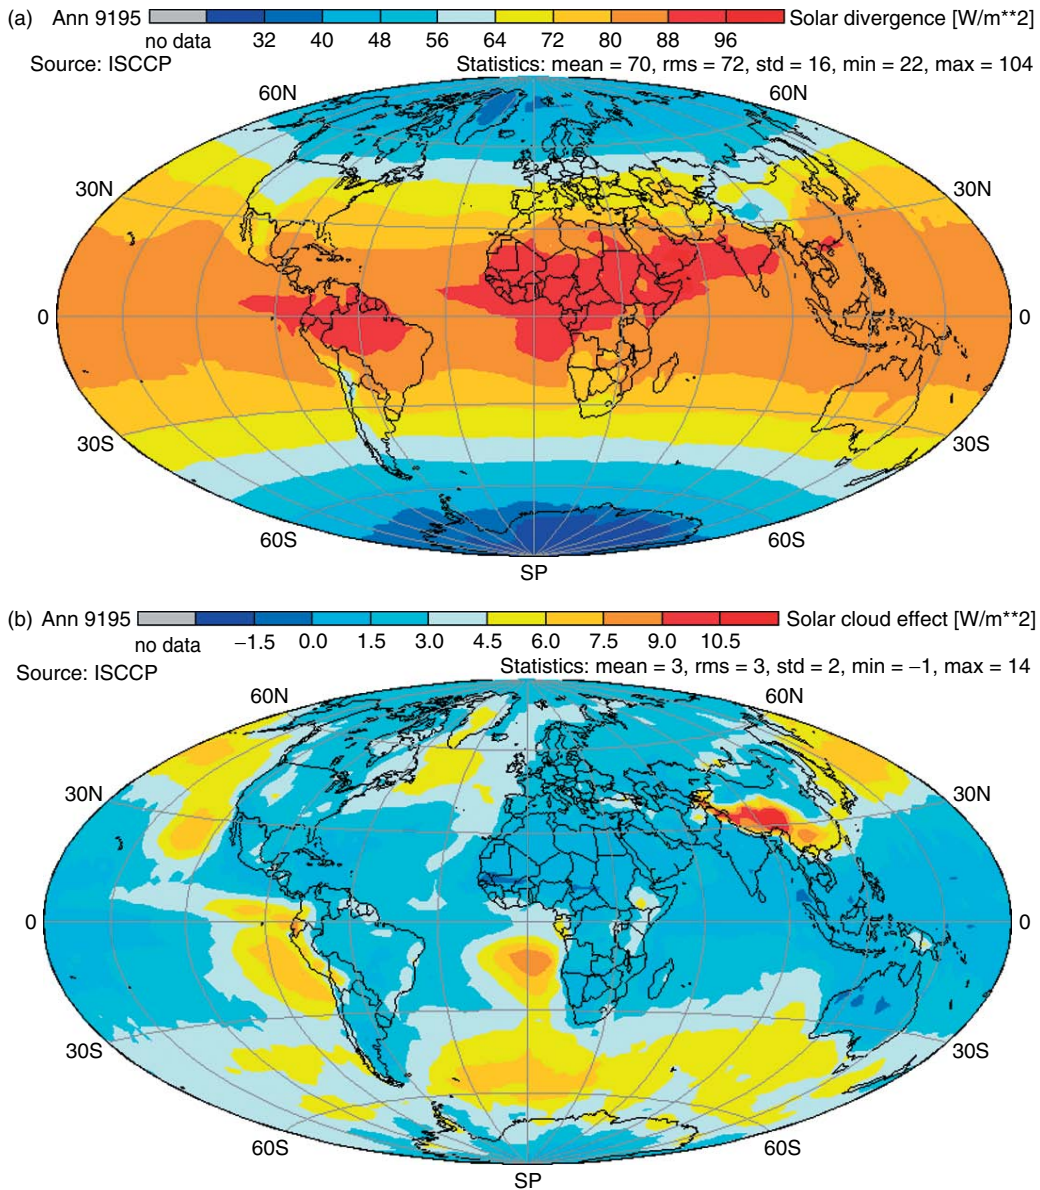 (a) Ann 9195 Solar divergence [W/m**2]
no data 32 40 48 56 64 72 80 88 96
Source: ISCCP Statistics: mean = 70, rms = 72, std = 16, min = 22, max = 104
60N 60N
30N 30N
0 0
30S 30S
60S 60S
SP
(b) Ann 9195 Solar cloud effect [W/m**2]
no data −1.5 0.0 1.5 3.0 4.5 6.0 7.5 9.0 10.5
Source: ISCCP Statistics: mean = 3, rms = 3, std = 2, min = −1, max = 14
60N 60N
30N 30N
0 0
30S 30S
60S 60S
SP